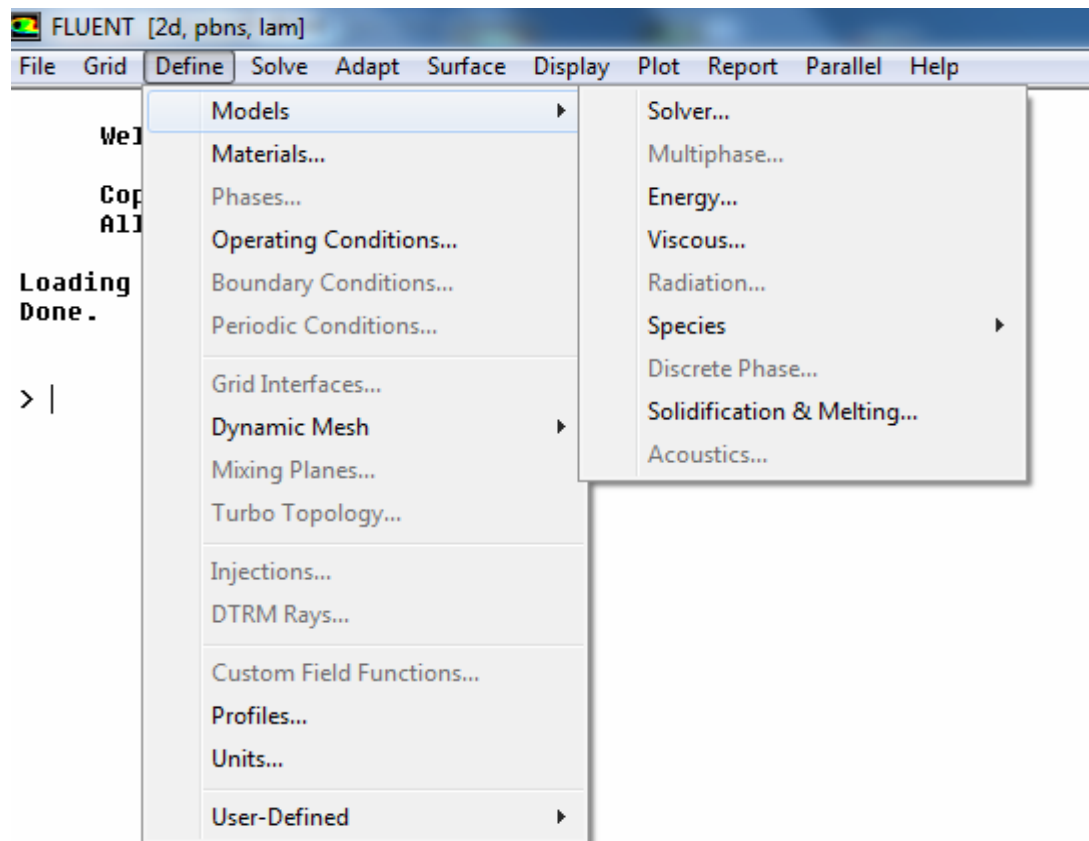 FLUENT [2d, pbns, lam]
File Grid Define Solve Adapt Surface Display Plot Report Parallel Help
Models
Materials...
Phases...
Operating Conditions...
Boundary Conditions...
Periodic Conditions...
Grid Interfaces...
Dynamic Mesh
Mixing Planes...
Turbo Topology...
Injections...
DTRM Rays...
Custom Field Functions...
Profiles...
Units...
User-Defined
Solver...
Multiphase...
Energy...
Viscous...
Radiation...
Species
Discrete Phase...
Solidification & Melting...
Acoustics...
Wel
Cop
All
Loading
Done.
> |